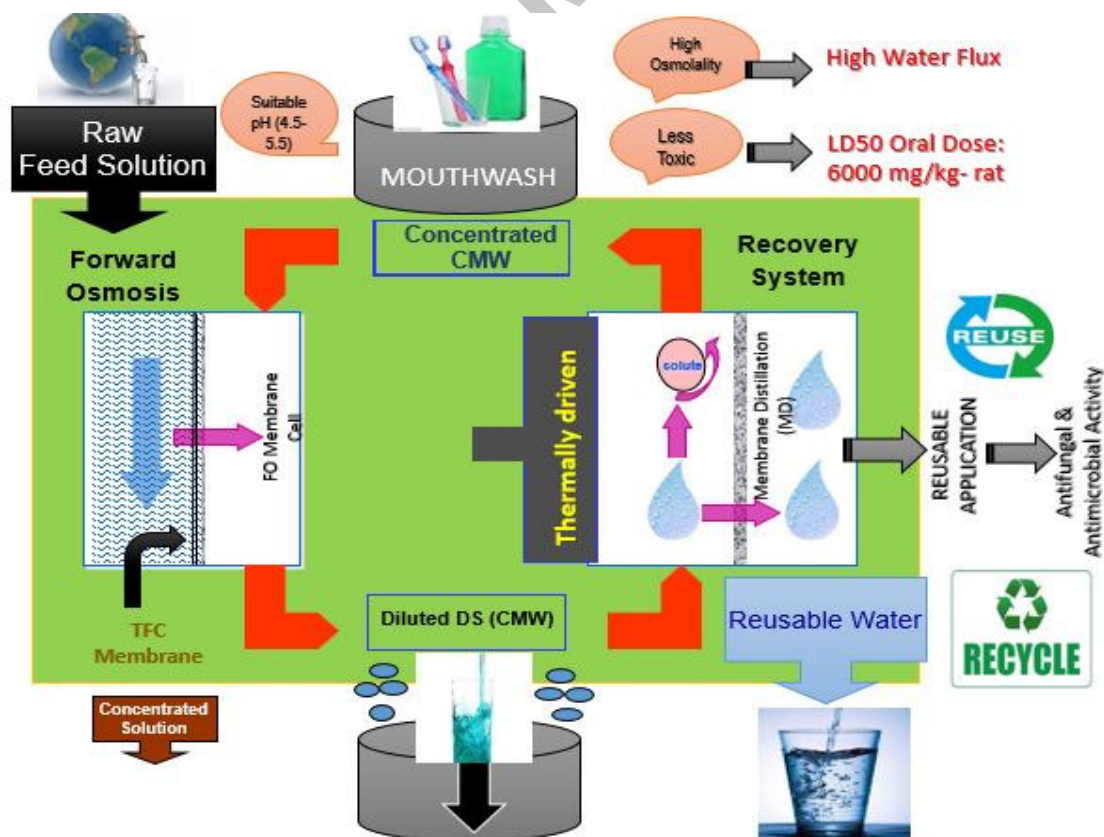 Raw
Feed Solution
Suitable
pH (4.5-
5.5)
MOUTHWASH
High
Osmolality
High Water Flux
Less
Toxic
LD50 Oral Dose:
6000 mg/kg- rat
Forward
Osmosis
Concentrated
CMW
Recovery
System
FO Membrane
Cell
Thermally driven
solute
Membrane Distillation
(MD)
REUSE
REUSABLE
APPLICATION
Antifungal &
Antimicrobial Activity
TFC
Membrane
Diluted DS (CMW)
Reusable Water
RECYCLE
Concentrated
Solution